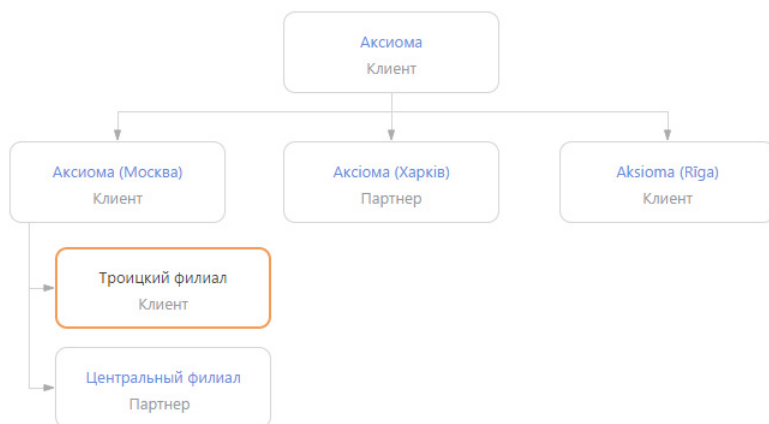 Аксиома
Клиент
Аксиома (Москва)
Клиент
Аксіома (Харків)
Партнер
Aksioma (Rīga)
Клиент
Троицкий филиал
Клиент
Центральный филиал
Партнер